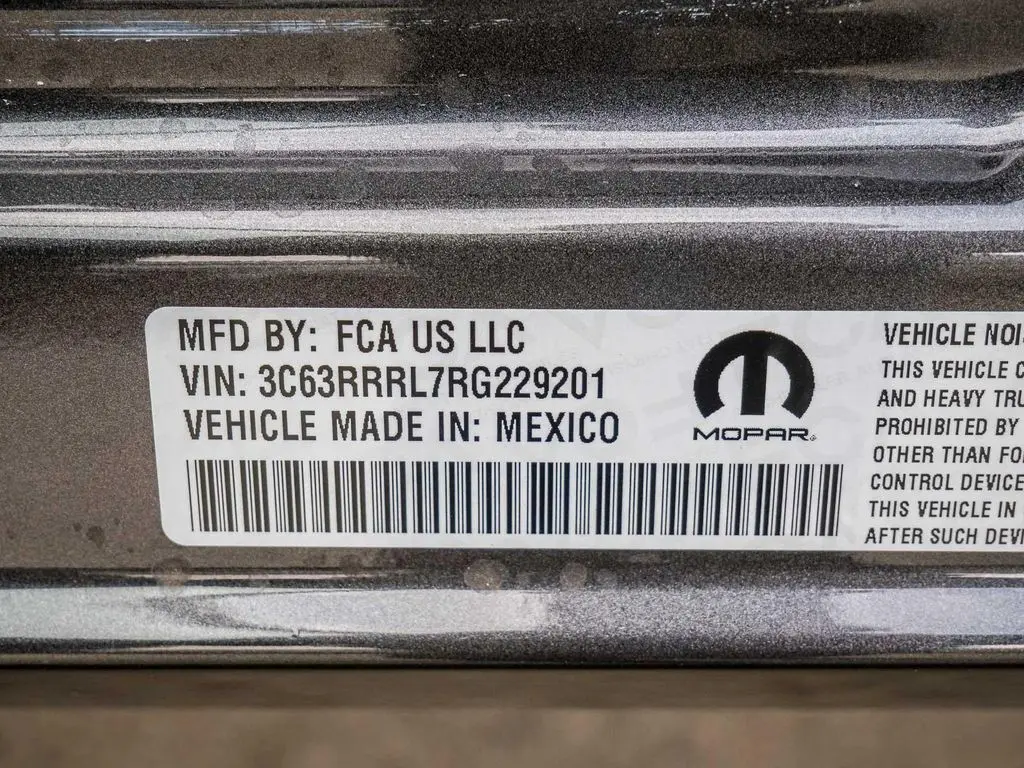 MFD BY: FCA US LLC
VIN: 3C63RRRL7RG229201
VEHICLE MADE IN: MEXICO
MOPAR®
VEHICLE NOI
THIS VEHICLE C
AND HEAVY TRU
PROHIBITED BY
OTHER THAN FO
CONTROL DEVICE
THIS VEHICLE IN
AFTER SUCH DEVI